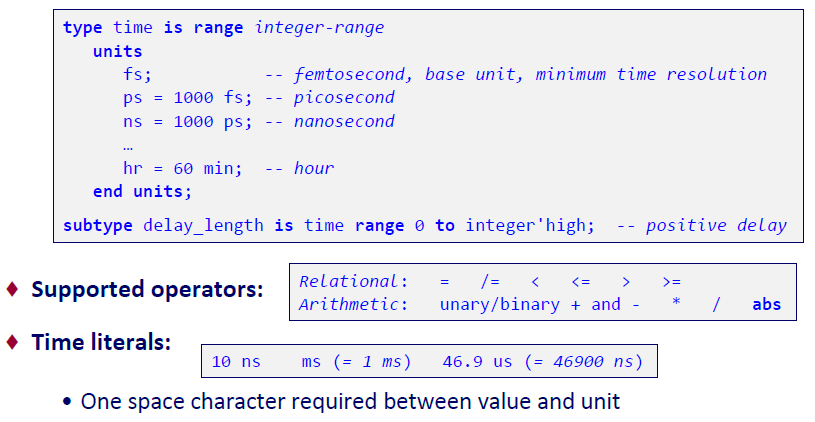 type time is range integer-range
units
fs; -- femtosecond, base unit, minimum time resolution
ps = 1000 fs; -- picosecond
ns = 1000 ps; -- nanosecond
…
hr = 60 min; -- hour
end units;
subtype delay_length is time range 0 to integer'high; -- positive delay
♦ Supported operators:
Relational: = /= < <= > >=
Arithmetic: unary/binary + and - * / abs
♦ Time literals:
10 ns ms (= 1 ms) 46.9 us (= 46900 ns)
• One space character required between value and unit